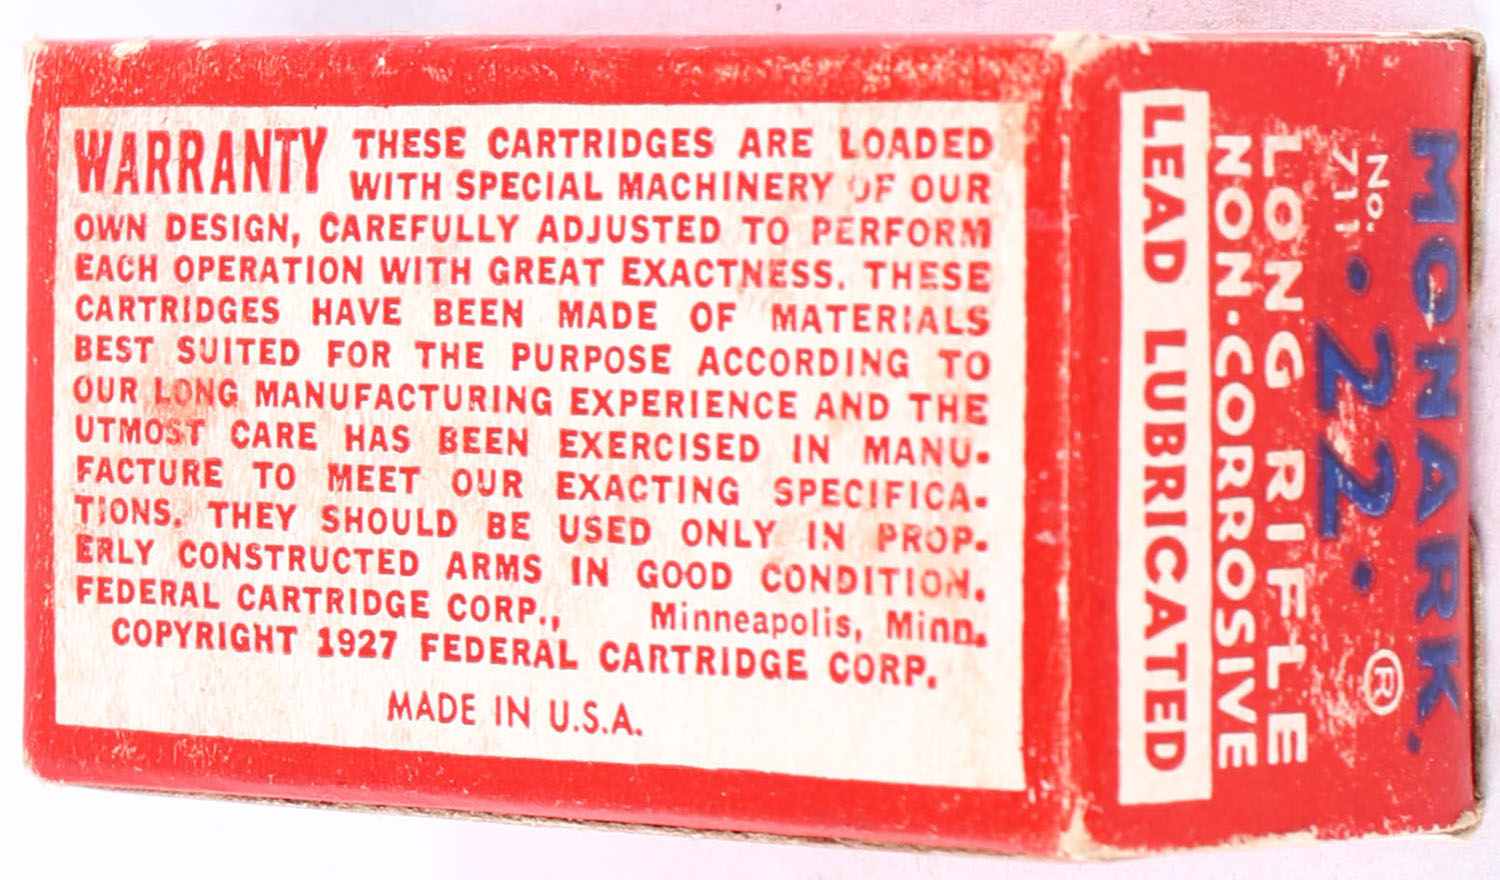 WARRANTY THESE CARTRIDGES ARE LOADED
WITH SPECIAL MACHINERY OF OUR
OWN DESIGN, CAREFULLY ADJUSTED TO PERFORM
EACH OPERATION WITH GREAT EXACTNESS. THESE
CARTRIDGES HAVE BEEN MADE OF MATERIALS
BEST SUITED FOR THE PURPOSE ACCORDING TO
OUR LONG MANUFACTURING EXPERIENCE AND THE
UTMOST CARE HAS BEEN EXERCISED IN MANU-
FACTURE TO MEET OUR EXACTING SPECIFICA-
TIONS. THEY SHOULD BE USED ONLY IN PROP-
ERLY CONSTRUCTED ARMS IN GOOD CONDITION.
FEDERAL CARTRIDGE CORP., Minneapolis, Minn.
COPYRIGHT 1927 FEDERAL CARTRIDGE CORP.
MADE IN U.S.A.
MONARK.
NO. 711 .22. ®
LONG RIFLE
NON-CORROSIVE
LEAD LUBRICATED